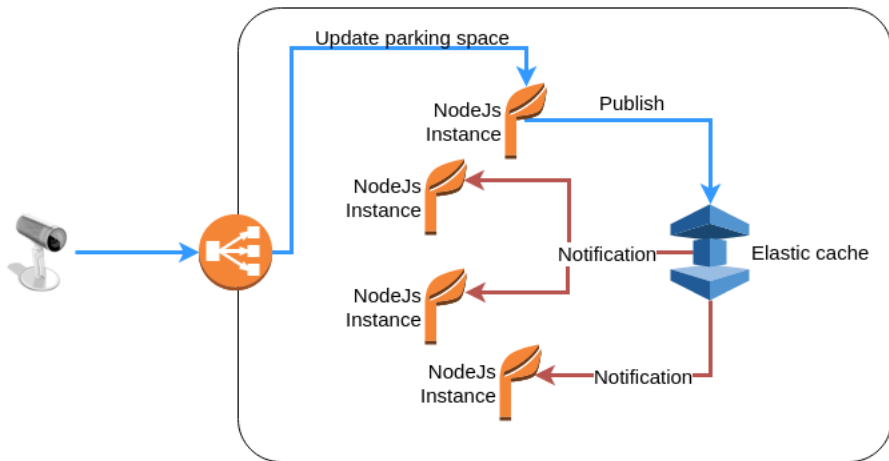 Update parking space
NodeJs
Instance
Publish
NodeJs
Instance
Notification
Elastic cache
NodeJs
Instance
NodeJs
Instance
Notification